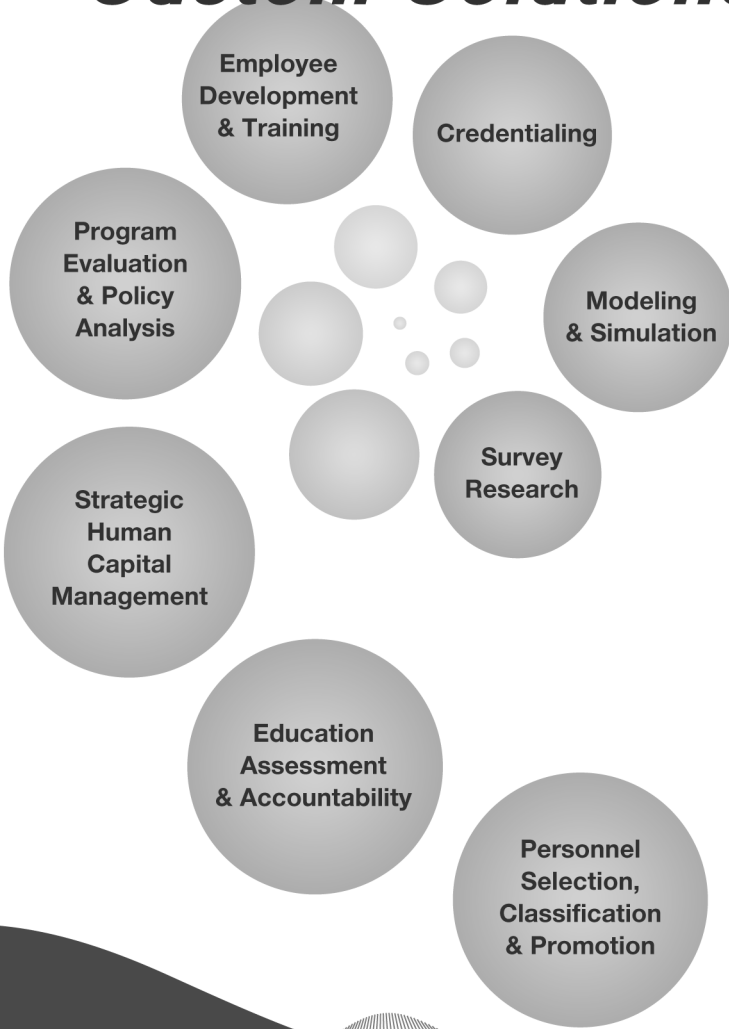 Employee
Development
& Training
Credentialing
Program
Evaluation
& Policy
Analysis
Modeling
& Simulation
Survey
Research
Strategic
Human
Capital
Management
Education
Assessment
& Accountability
Personnel
Selection,
Classification
& Promotion